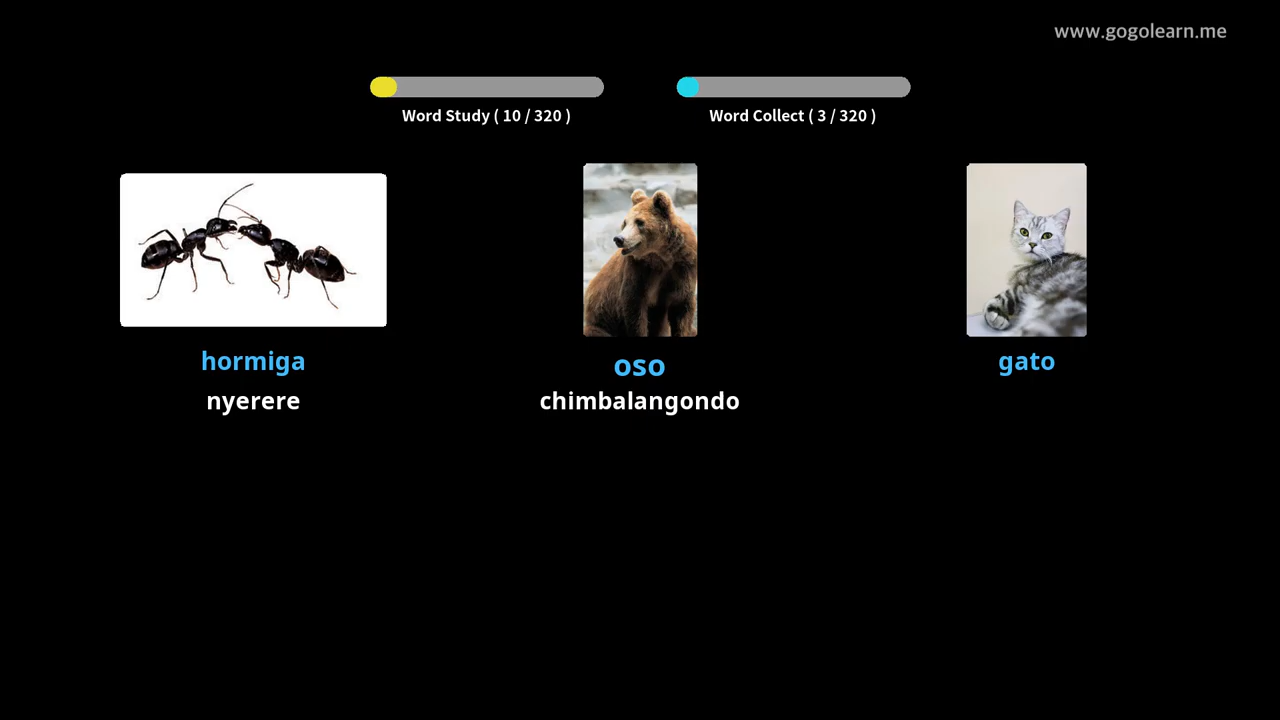 www.gogolearn.me
Word Study ( 10 / 320 )
Word Collect ( 3 / 320 )
hormiga
oso
gato
nyerere
chimbalangondo